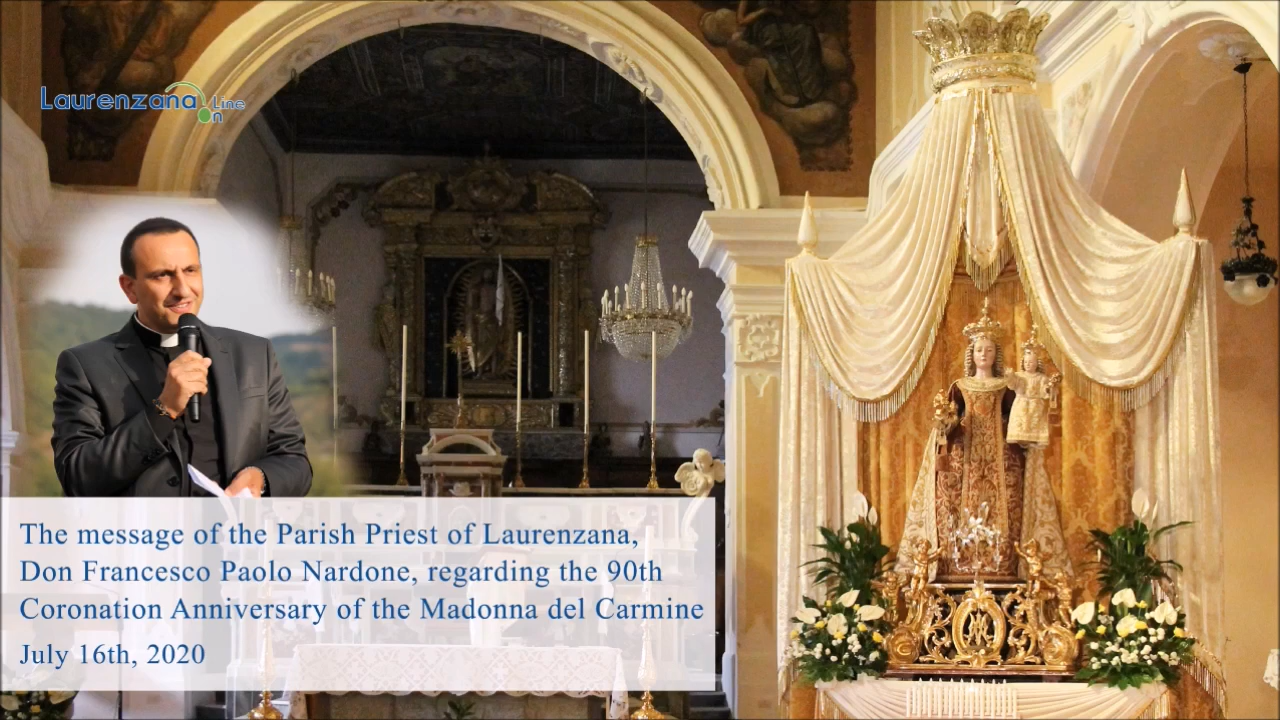 Laurenzana On Line
The message of the Parish Priest of Laurenzana,
Don Francesco Paolo Nardone, regarding the 90th
Coronation Anniversary of the Madonna del Carmine
July 16th, 2020